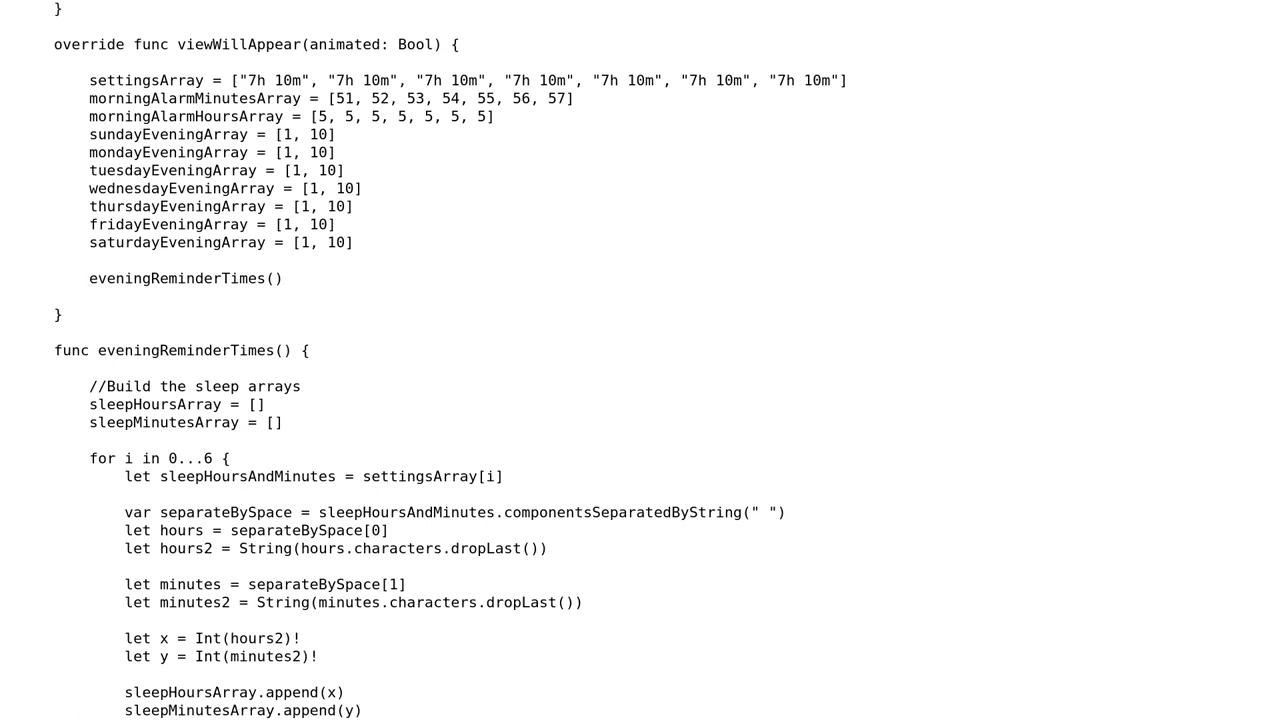 }
override func viewWillAppear(animated: Bool) {
settingsArray = ["7h 10m", "7h 10m", "7h 10m", "7h 10m", "7h 10m", "7h 10m", "7h 10m"]
morningAlarmMinutesArray = [51, 52, 53, 54, 55, 56, 57]
morningAlarmHoursArray = [5, 5, 5, 5, 5, 5, 5]
sundayEveningArray = [1, 10]
mondayEveningArray = [1, 10]
tuesdayEveningArray = [1, 10]
wednesdayEveningArray = [1, 10]
thursdayEveningArray = [1, 10]
fridayEveningArray = [1, 10]
saturdayEveningArray = [1, 10]
eveningReminderTimes()
}
func eveningReminderTimes() {
//Build the sleep arrays
sleepHoursArray = []
sleepMinutesArray = []
for i in 0...6 {
let sleepHoursAndMinutes = settingsArray[i]
var separateBySpace = sleepHoursAndMinutes.componentsSeparatedByString(" ")
let hours = separateBySpace[0]
let hours2 = String(hours.characters.dropLast())
let minutes = separateBySpace[1]
let minutes2 = String(minutes.characters.dropLast())
let x = Int(hours2)!
let y = Int(minutes2)!
sleepHoursArray.append(x)
sleepMinutesArray.append(y)